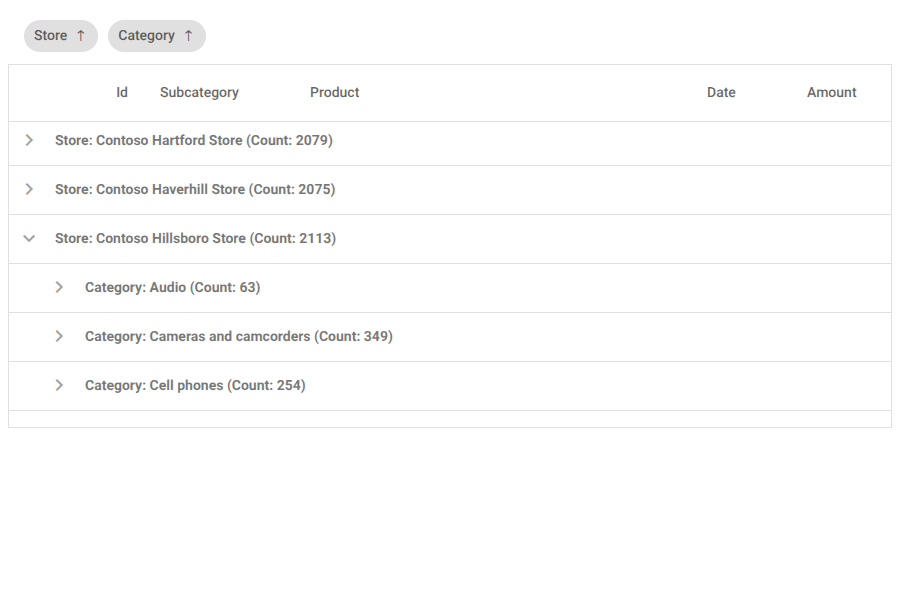 Store ↑ Category ↑
Id Subcategory Product Date Amount
Store: Contoso Hartford Store (Count: 2079)
Store: Contoso Haverhill Store (Count: 2075)
Store: Contoso Hillsboro Store (Count: 2113)
Category: Audio (Count: 63)
Category: Cameras and camcorders (Count: 349)
Category: Cell phones (Count: 254)